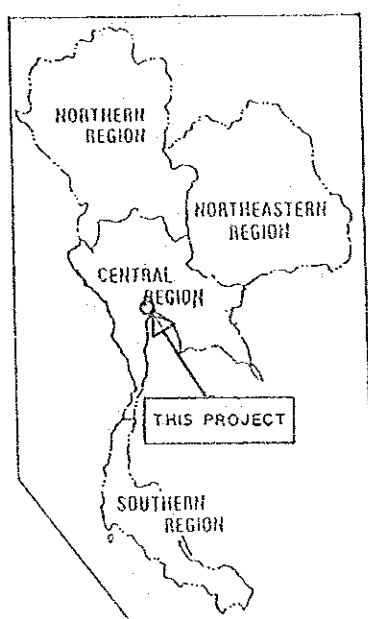 NORTHERN
REGION
NORTHEASTERN
REGION
CENTRAL
REGION
THIS PROJECT
SOUTHERN
REGION